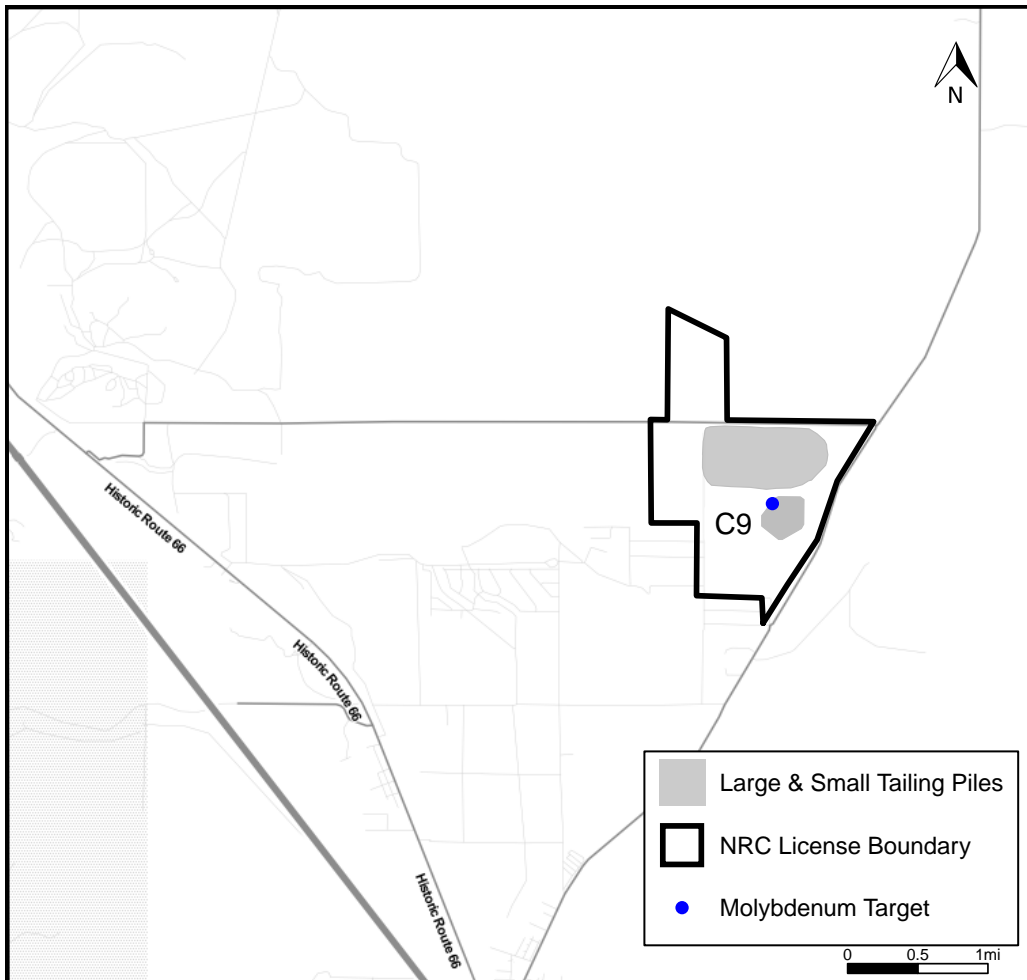 N
Historic Route 66
C9
Historic Route 66
Historic Route 66
Large & Small Tailing Piles
NRC License Boundary
Molybdenum Target
0 0.5 1mi